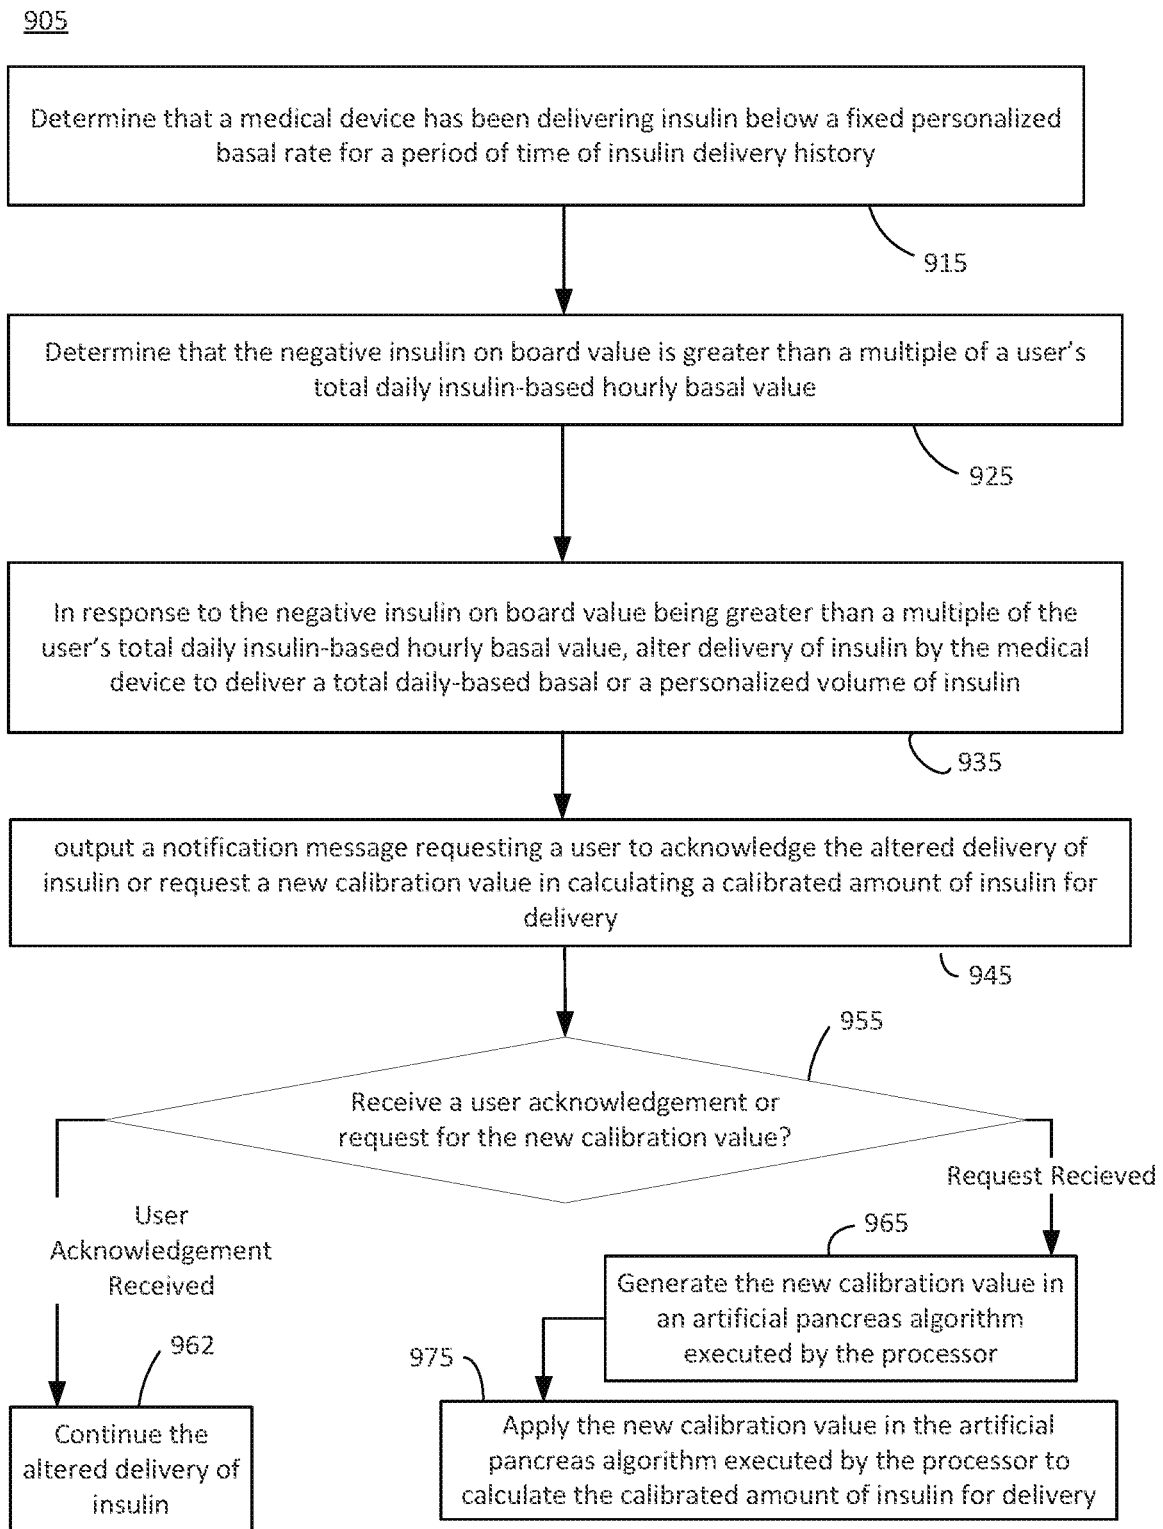 905
Determine that a medical device has been delivering insulin below a fixed personalized
basal rate for a period of time of insulin delivery history
915
Determine that the negative insulin on board value is greater than a multiple of a user's
total daily insulin-based hourly basal value
925
In response to the negative insulin on board value being greater than a multiple of the
user's total daily insulin-based hourly basal value, alter delivery of insulin by the medical
device to deliver a total daily-based basal or a personalized volume of insulin
935
output a notification message requesting a user to acknowledge the altered delivery of
insulin or request a new calibration value in calculating a calibrated amount of insulin for
delivery
945
955
Receive a user acknowledgement or
request for the new calibration value?
Request Recieved
User
Acknowledgement
Received
965
Generate the new calibration value in
an artificial pancreas algorithm
executed by the processor
962
975
Continue the
altered delivery of
insulin
Apply the new calibration value in the artificial
pancreas algorithm executed by the processor to
calculate the calibrated amount of insulin for delivery